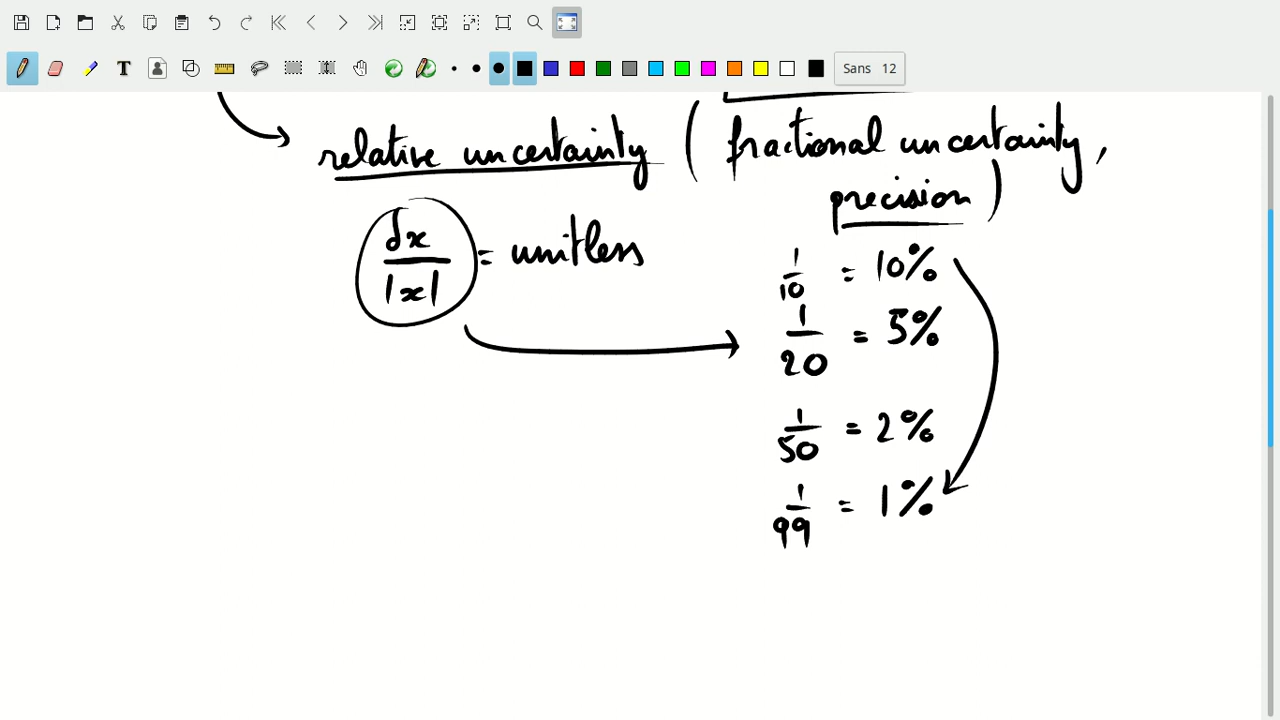 T Sans 12
relative uncertainty ( fractional uncertainty,
precision )
δx/|x| = unitless
1/10 = 10%
1/20 = 5%
1/50 = 2%
1/99 = 1%